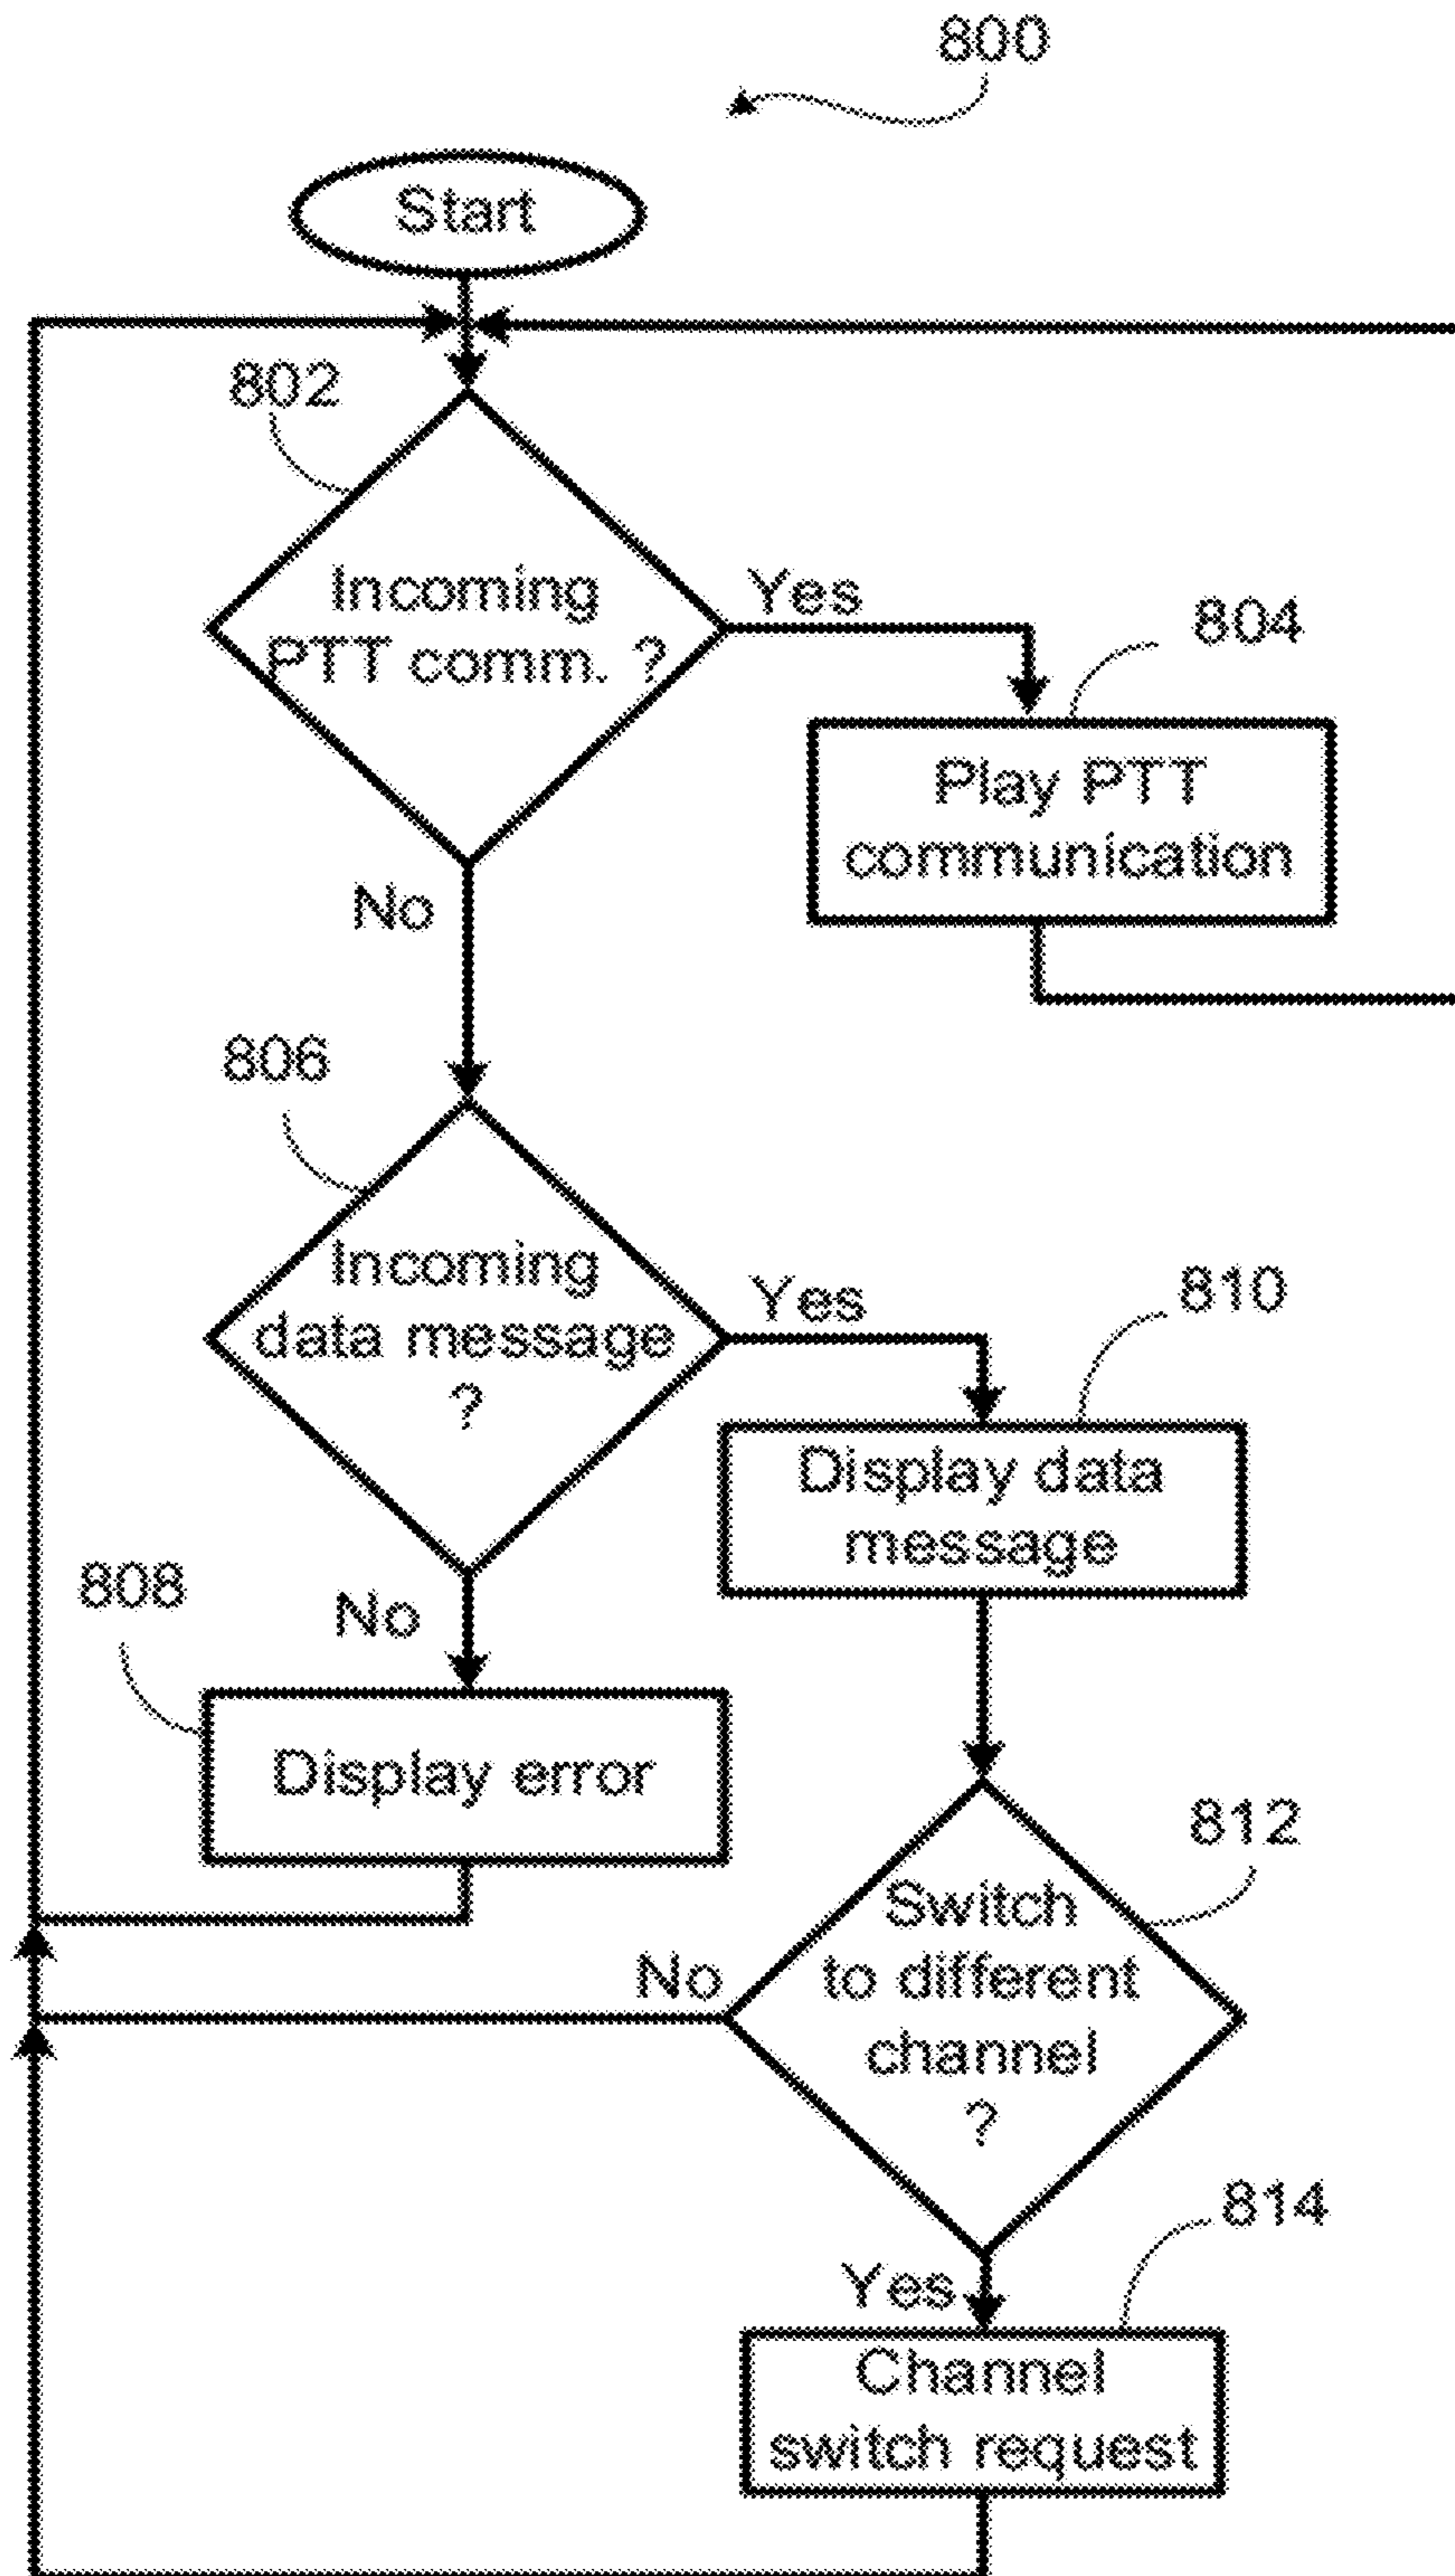 800
Start
802
Incoming
PTT comm. ?
Yes
804
Play PTT
communication
No
806
Incoming
data message
?
Yes
810
Display data
message
808
No
Display error
812
Switch
to different
channel
?
No
814
Yes
Channel
switch request